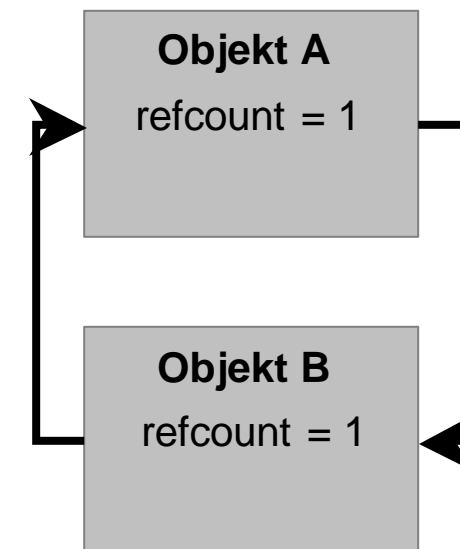 Objekt A
refcount = 1
Objekt B
refcount = 1